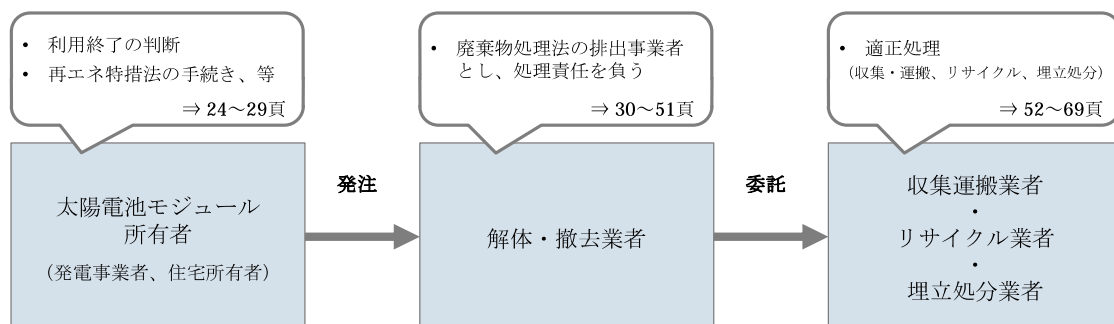 • 利用終了の判断
• 再エネ特措法の手続き、等
⇒ 24～29頁
• 廃棄物処理法の排出事業者
とし、処理責任を負う
⇒ 30～51頁
• 適正処理
（収集・運搬、リサイクル、埋立処分）
⇒ 52～69頁
太陽電池モジュール
所有者
（発電事業者、住宅所有者）
発注
解体・撤去業者
委託
収集運搬業者
・
リサイクル業者
・
埋立処分業者